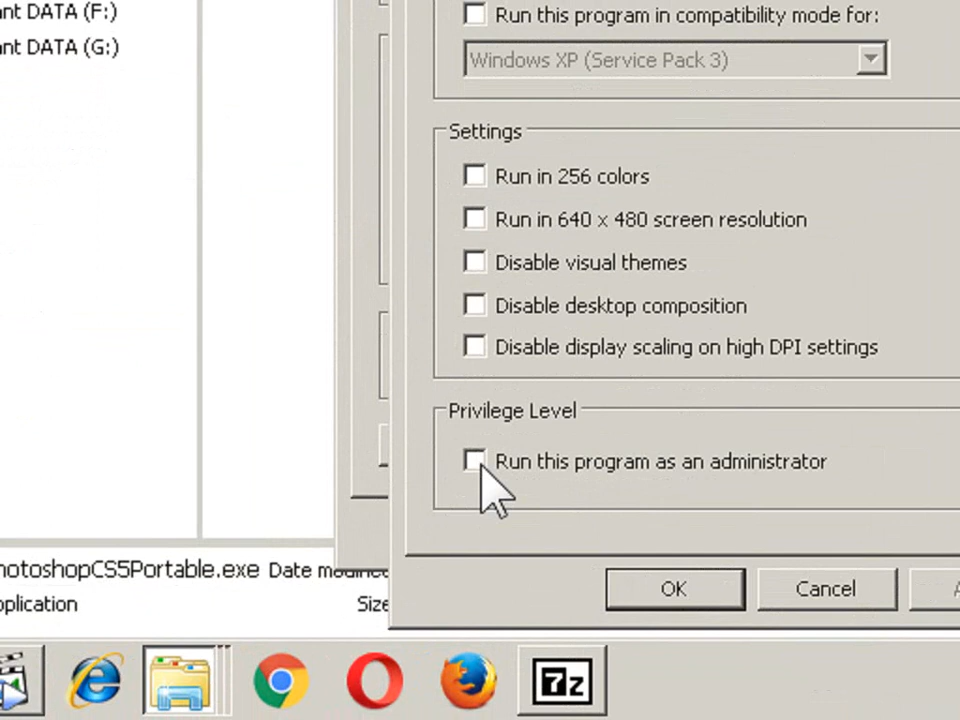 ant DATA (F:)
ant DATA (G:)
Run this program in compatibility mode for:
Windows XP (Service Pack 3)
Settings
Run in 256 colors
Run in 640 x 480 screen resolution
Disable visual themes
Disable desktop composition
Disable display scaling on high DPI settings
Privilege Level
Run this program as an administrator
OK
Cancel
hotoshopCS5Portable.exe Date modified
pplication
Size
7z